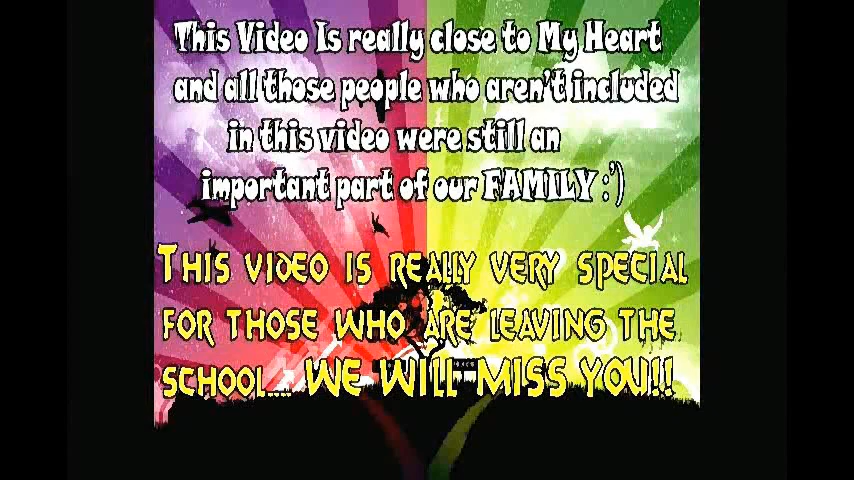 This Video Is really close to My Heart
and all those people who aren't included
in this video were still an
important part of our FAMILY :')
This video is really very special
for those who are leaving the
school.... WE WILL MISS YOU!!